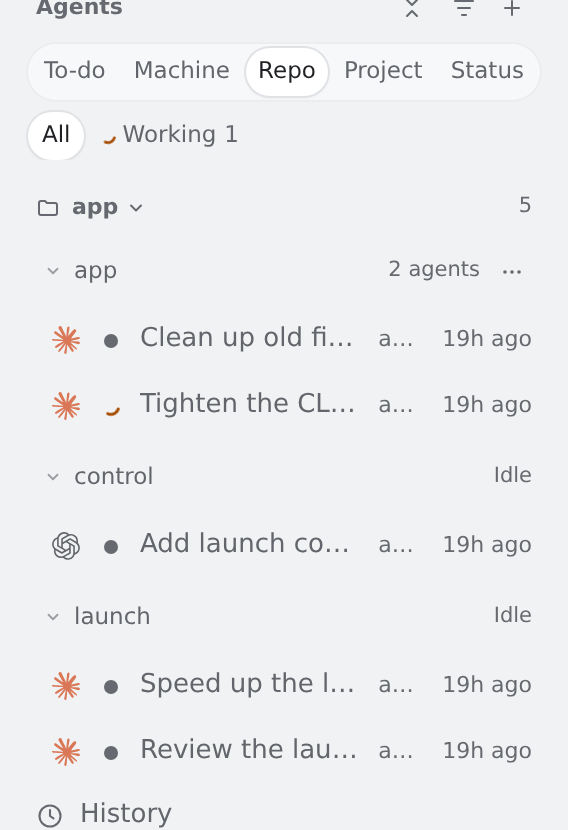 Agents
To-do Machine Repo Project Status
All Working 1
app 5
app 2 agents ...
Clean up old fi... a... 19h ago
Tighten the CL... a... 19h ago
control Idle
Add launch co... a... 19h ago
launch Idle
Speed up the l... a... 19h ago
Review the lau... a... 19h ago
History